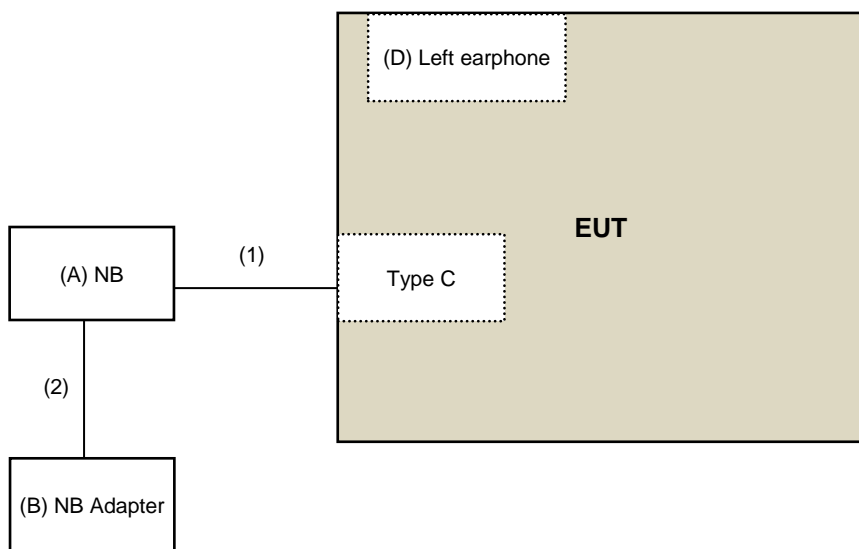 (D) Left earphone
EUT
(1)
(A) NB
Type C
(2)
(B) NB Adapter